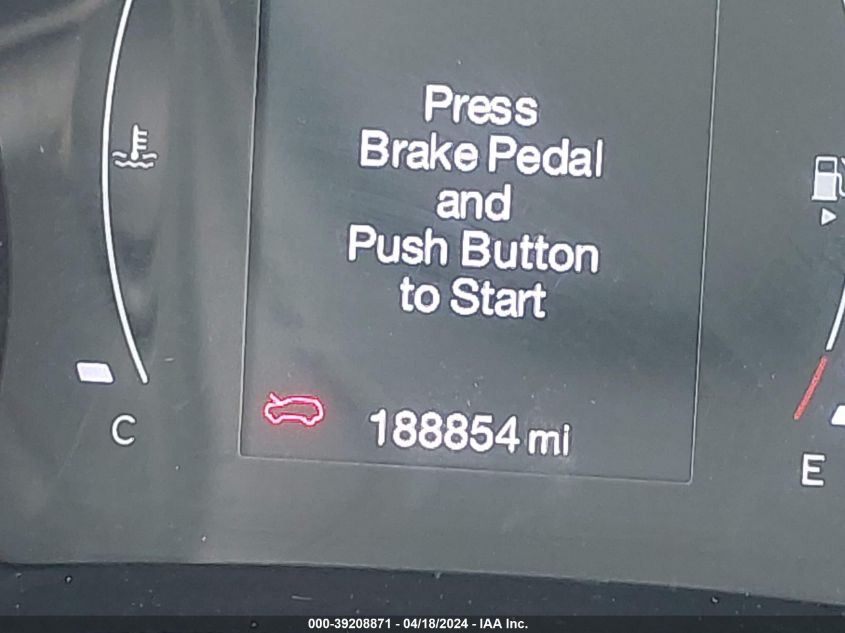 Press
Brake Pedal
and
Push Button
to Start
188854 mi
C
E
000-39208871 - 04/18/2024 - IAA Inc.